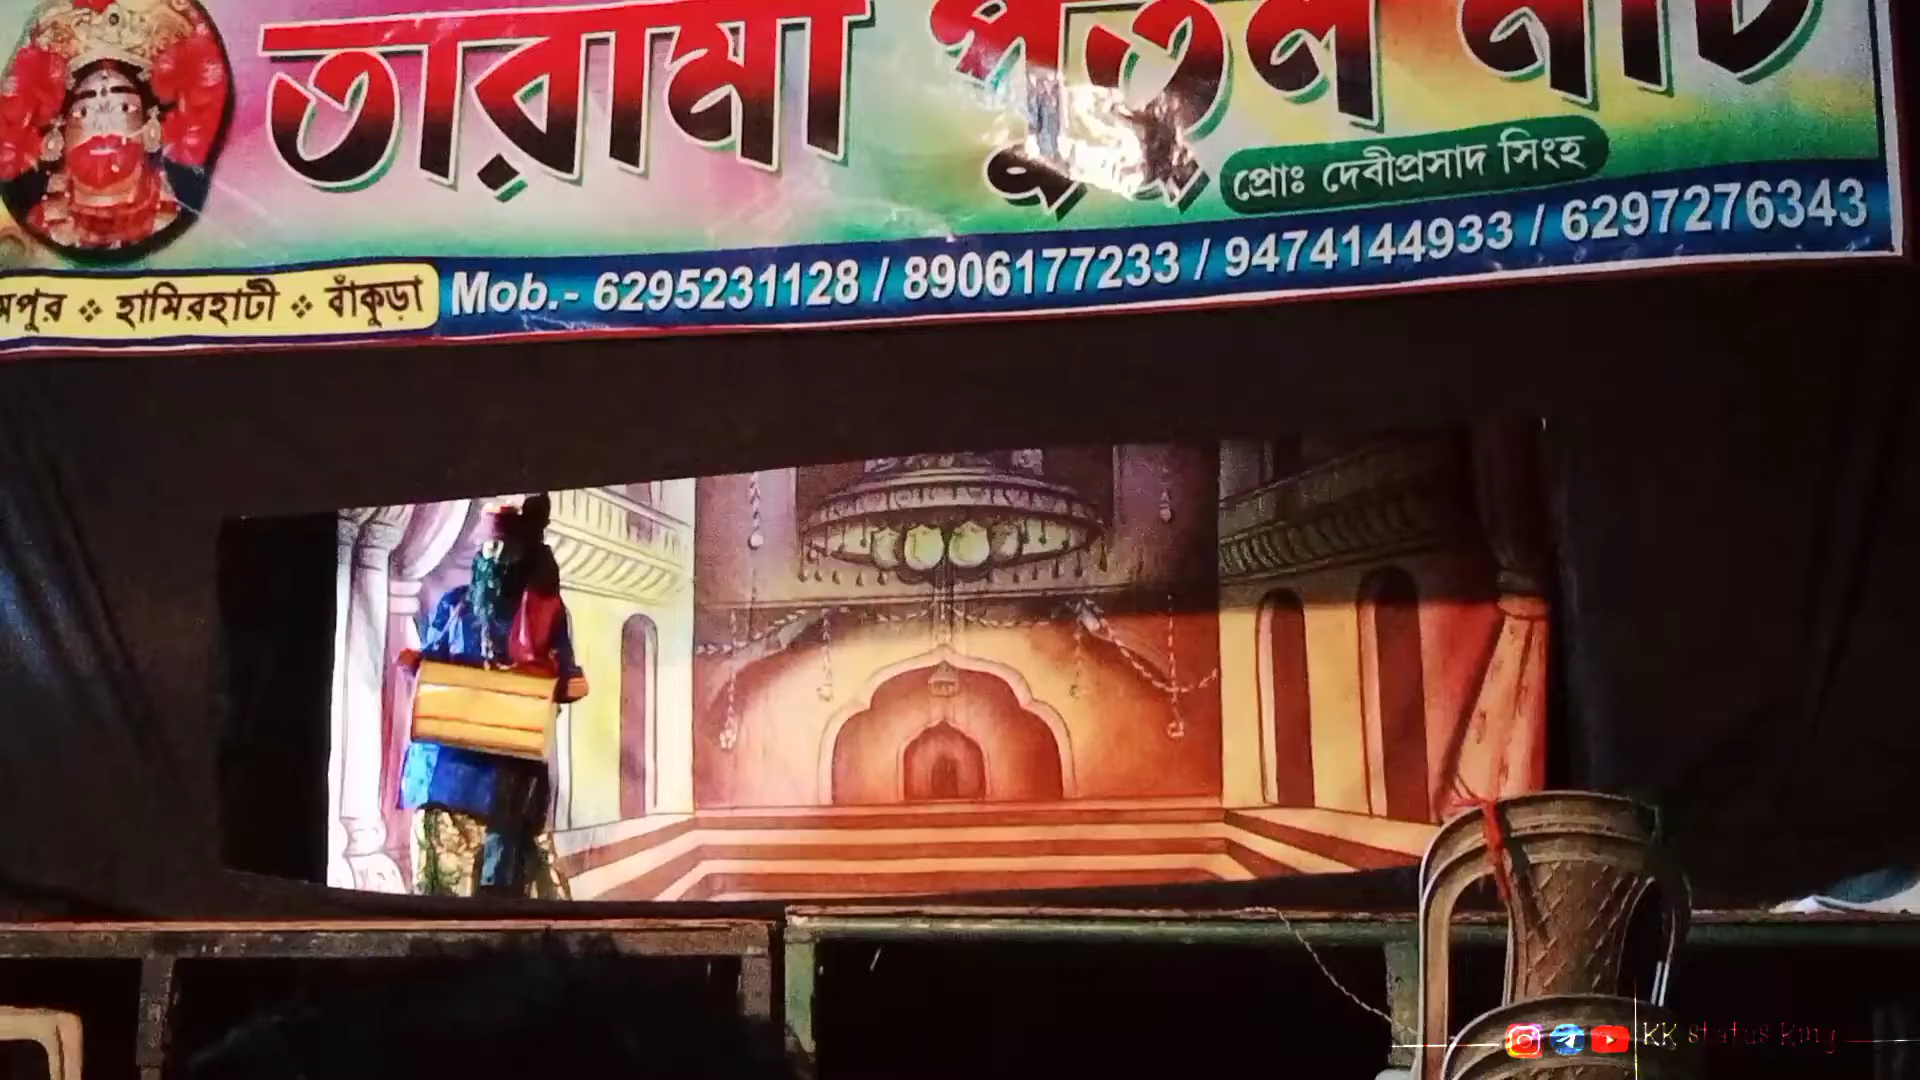 তারামা পুতুল নাচ
প্রোঃ দেবীপ্রসাদ সিংহ
হামিরহাটী ❖ বাঁকুড়া
Mob.- 6295231128 / 8906177233 / 9474144933 / 6297276343
KK Status King